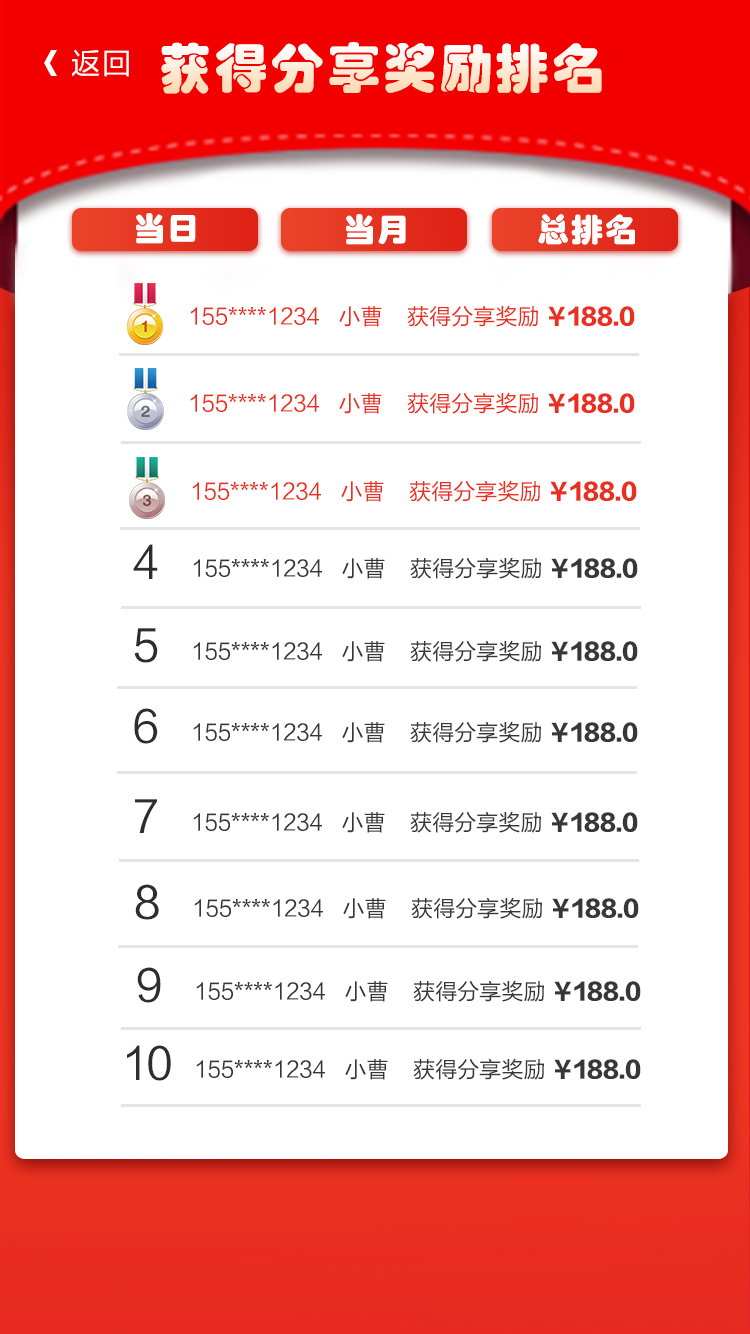 返回 获得分享奖励排名
当日 当月 总排名
1 155****1234 小曹 获得分享奖励 ¥188.0
2 155****1234 小曹 获得分享奖励 ¥188.0
3 155****1234 小曹 获得分享奖励 ¥188.0
4 155****1234 小曹 获得分享奖励 ¥188.0
5 155****1234 小曹 获得分享奖励 ¥188.0
6 155****1234 小曹 获得分享奖励 ¥188.0
7 155****1234 小曹 获得分享奖励 ¥188.0
8 155****1234 小曹 获得分享奖励 ¥188.0
9 155****1234 小曹 获得分享奖励 ¥188.0
10 155****1234 小曹 获得分享奖励 ¥188.0